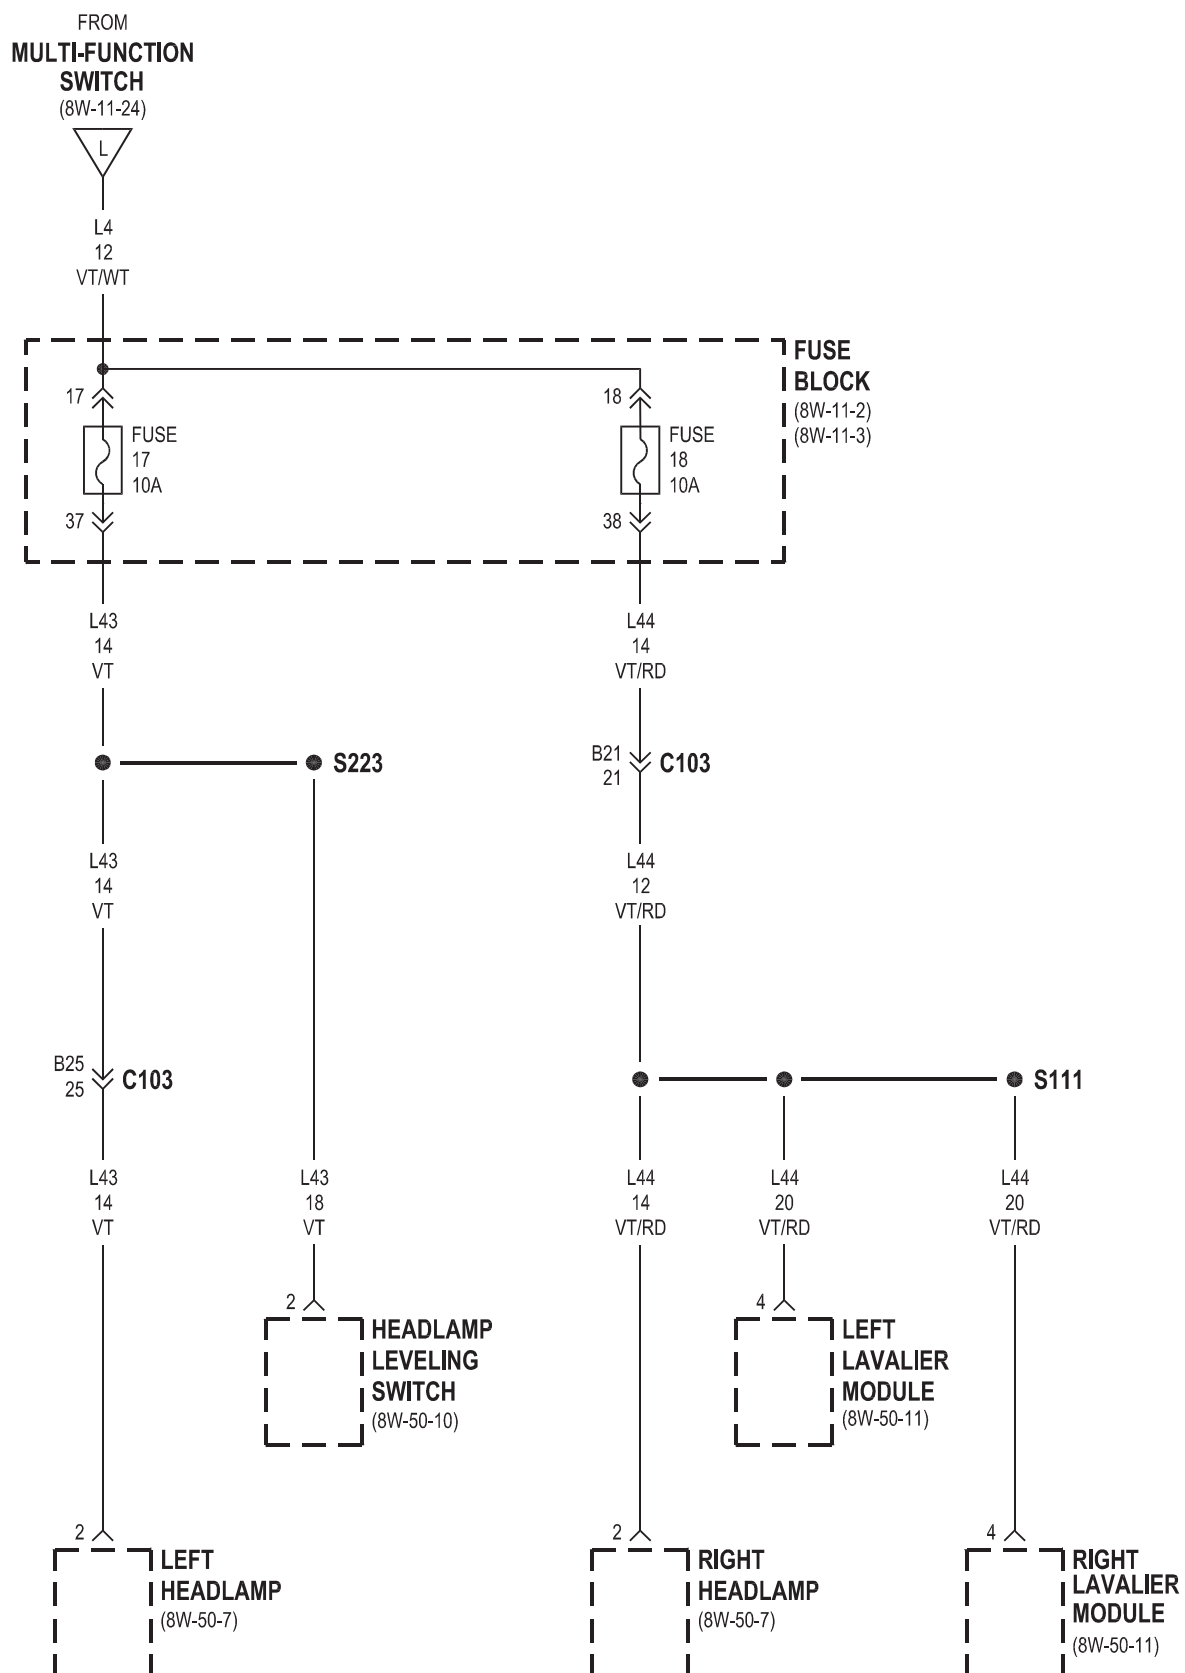 FROM
MULTI-FUNCTION
SWITCH
(8W-11-24)
L
L4
12
VT/WT
FUSE
BLOCK
(8W-11-2)
(8W-11-3)
17
FUSE
17
10A
37
18
FUSE
18
10A
38
L43
14
VT
L44
14
VT/RD
S223
B21
21
C103
L43
14
VT
L44
12
VT/RD
B25
25
C103
S111
L43
14
VT
L43
18
VT
L44
14
VT/RD
L44
20
VT/RD
L44
20
VT/RD
2
HEADLAMP
LEVELING
SWITCH
(8W-50-10)
4
LEFT
LAVALIER
MODULE
(8W-50-11)
2
LEFT
HEADLAMP
(8W-50-7)
2
RIGHT
HEADLAMP
(8W-50-7)
4
RIGHT
LAVALIER
MODULE
(8W-50-11)